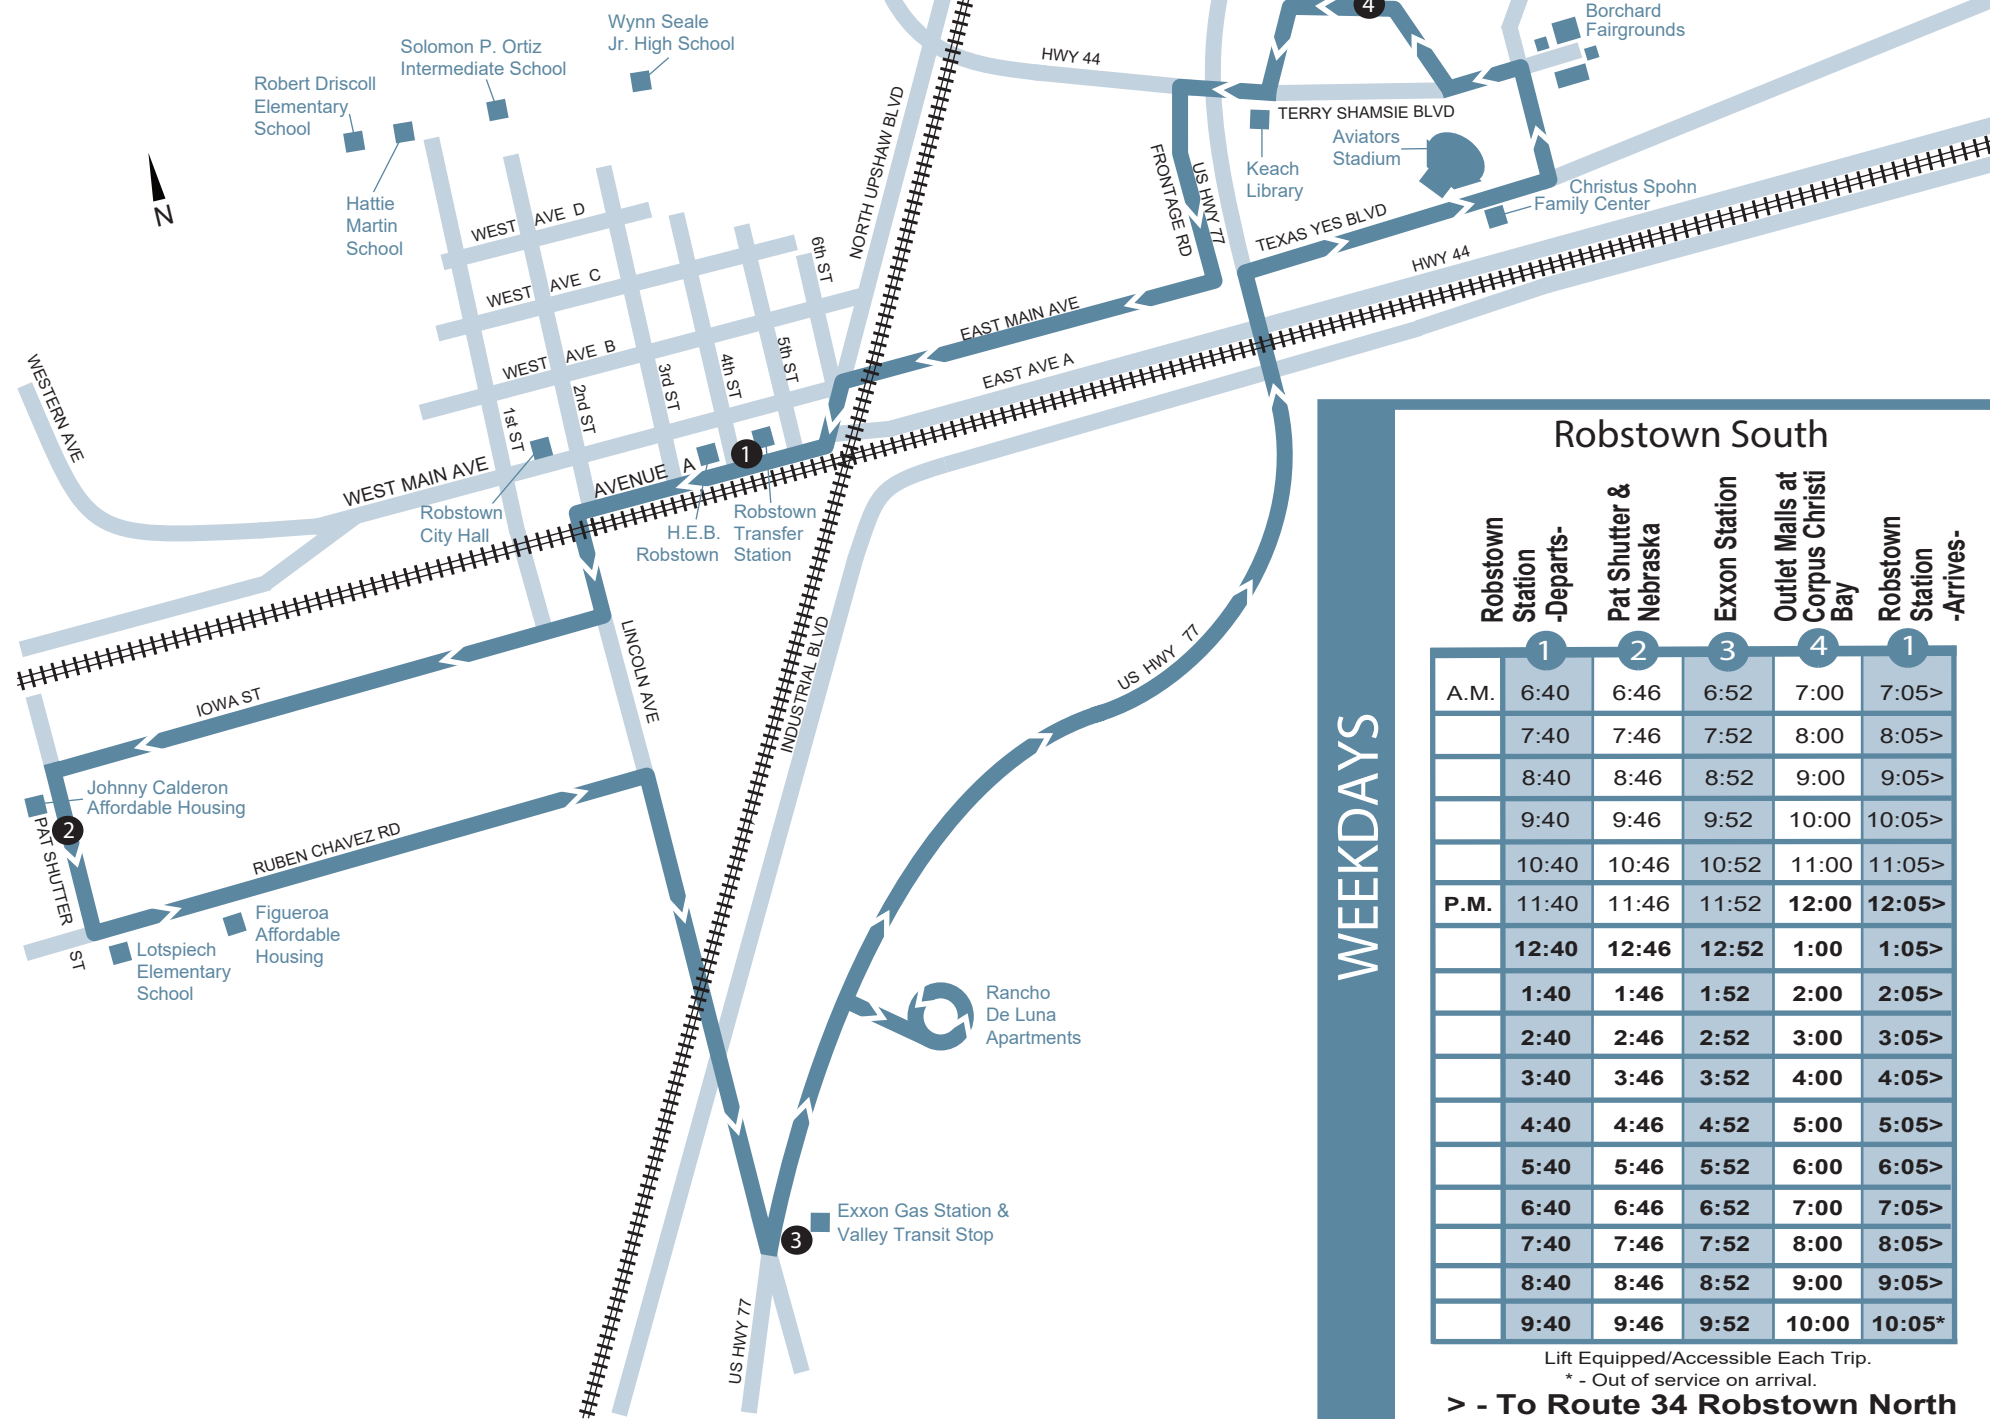 Wynn Seale
Jr. High School
Solomon P. Ortiz
Intermediate School
Robert Driscoll
Elementary
School
Hattie
Martin
School
N
WEST AVE D
WEST AVE C
WEST AVE B
6th ST
5th ST
4th ST
3rd ST
2nd ST
1st ST
NORTH UPSHAW BLVD
HWY 44
4
Borchard
Fairgrounds
TERRY SHAMSIE BLVD
Aviators
Stadium
Keach
Library
FRONTAGE RD
US HWY 77
Christus Spohn
Family Center
TEXAS YES BLVD
HWY 44
EAST MAIN AVE
EAST AVE A
WESTERN AVE
WEST MAIN AVE
AVENUE A
1
Robstown
City Hall
H.E.B.
Robstown
Robstown
Transfer
Station
LINCOLN AVE
INDUSTRIAL BLVD
US HWY 77
IOWA ST
Johnny Calderon
Affordable Housing
2
PAT SHUTTER ST
RUBEN CHAVEZ RD
Figueroa
Affordable
Housing
Lotspiech
Elementary
School
Rancho
De Luna
Apartments
Exxon Gas Station &
Valley Transit Stop
3
US HWY 77
WEEKDAYS
Robstown South
Robstown
Station
-Departs-
Pat Shutter &
Nebraska
Exxon Station
Outlet Malls at
Corpus Christi
Bay
Robstown
Station
-Arrives-
1 2 3 4 1
A.M. 6:40 6:46 6:52 7:00 7:05>
7:40 7:46 7:52 8:00 8:05>
8:40 8:46 8:52 9:00 9:05>
9:40 9:46 9:52 10:00 10:05>
10:40 10:46 10:52 11:00 11:05>
P.M. 11:40 11:46 11:52 12:00 12:05>
12:40 12:46 12:52 1:00 1:05>
1:40 1:46 1:52 2:00 2:05>
2:40 2:46 2:52 3:00 3:05>
3:40 3:46 3:52 4:00 4:05>
4:40 4:46 4:52 5:00 5:05>
5:40 5:46 5:52 6:00 6:05>
6:40 6:46 6:52 7:00 7:05>
7:40 7:46 7:52 8:00 8:05>
8:40 8:46 8:52 9:00 9:05>
9:40 9:46 9:52 10:00 10:05*
Lift Equipped/Accessible Each Trip.
* - Out of service on arrival.
> - To Route 34 Robstown North